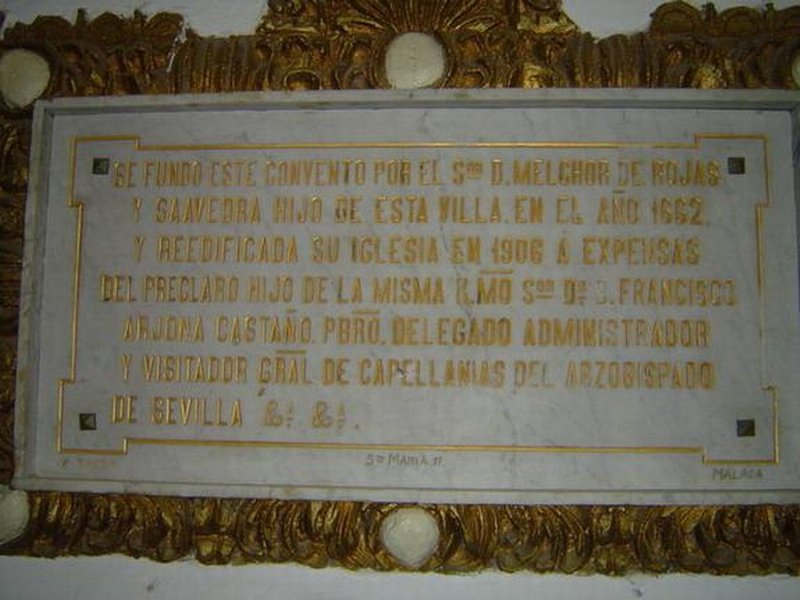 SE FUNDO ESTE CONVENTO POR EL Sᴼᴿ D. MELCHOR DE ROJAS
Y SAAVEDRA HIJO DE ESTA VILLA. EN EL AÑO 1662.
Y REEDIFICADA SU IGLESIA EN 1906 A EXPENSAS
DEL PRECLARO HIJO DE LA MISMA ILMO Sᴼᴿ Dᴿ D. FRANCISCO
ARJONA CASTAÑO. PBRO. DELEGADO ADMINISTRADOR
Y VISITADOR GRAL DE CAPELLANIAS DEL ARZOBISPADO
DE SEVILLA &ª &ª.
Sᵀᴬ MARIA 17. MALAGA